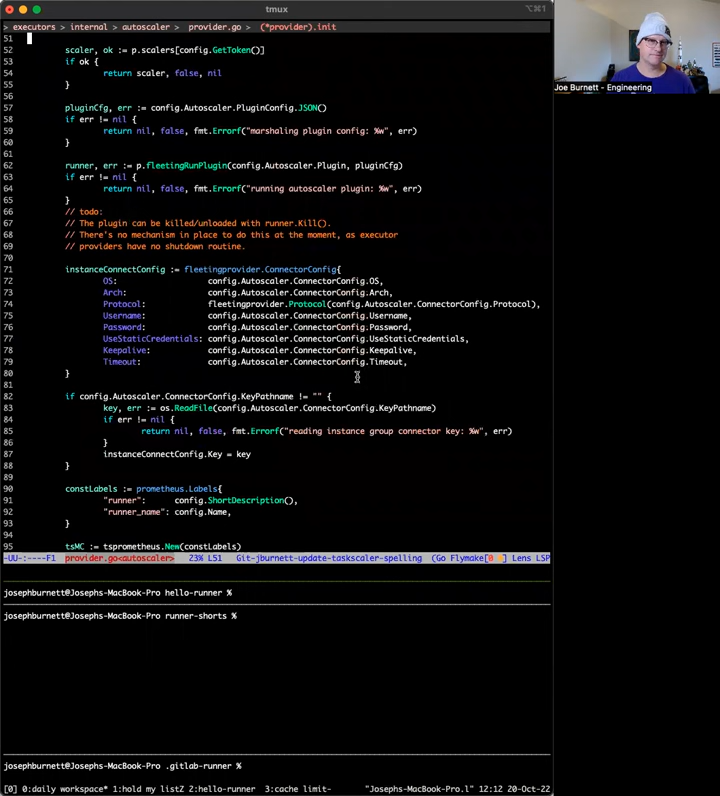 tmux
⌥⌘1
> executors > internal > autoscaler > provider.go > (*provider).init
51
52 scaler, ok := p.scalers[config.GetToken()]
53 if ok {
54 return scaler, false, nil
55 }
56
57 pluginCfg, err := config.Autoscaler.PluginConfig.JSON()
58 if err != nil {
59 return nil, false, fmt.Errorf("marshaling plugin config: %w", err)
60 }
61
62 runner, err := p.fleetingRunPlugin(config.Autoscaler.Plugin, pluginCfg)
63 if err != nil {
64 return nil, false, fmt.Errorf("running autoscaler plugin: %w", err)
65 }
66 // todo:
67 // The plugin can be killed/unloaded with runner.Kill().
68 // There's no mechanism in place to do this at the moment, as executor
69 // providers have no shutdown routine.
70
71 instanceConnectConfig := fleetingprovider.ConnectorConfig{
72 OS: config.Autoscaler.ConnectorConfig.OS,
73 Arch: config.Autoscaler.ConnectorConfig.Arch,
74 Protocol: fleetingprovider.Protocol(config.Autoscaler.ConnectorConfig.Protocol),
75 Username: config.Autoscaler.ConnectorConfig.Username,
76 Password: config.Autoscaler.ConnectorConfig.Password,
77 UseStaticCredentials: config.Autoscaler.ConnectorConfig.UseStaticCredentials,
78 Keepalive: config.Autoscaler.ConnectorConfig.Keepalive,
79 Timeout: config.Autoscaler.ConnectorConfig.Timeout,
80 }
81
82 if config.Autoscaler.ConnectorConfig.KeyPathname != "" {
83 key, err := os.ReadFile(config.Autoscaler.ConnectorConfig.KeyPathname)
84 if err != nil {
85 return nil, false, fmt.Errorf("reading instance group connector key: %w", err)
86 }
87 instanceConnectConfig.Key = key
88 }
89
90 constLabels := prometheus.Labels{
91 "runner": config.ShortDescription(),
92 "runner_name": config.Name,
93 }
94
95 tsMC := tsprometheus.New(constLabels)
-UU-:----F1 provider.go<autoscaler> 23% L51 Git-jburnett-update-taskscaler-spelling (Go Flymake[0 0] Lens LSP
josephburnett@Josephs-MacBook-Pro hello-runner %
josephburnett@Josephs-MacBook-Pro runner-shorts %
josephburnett@Josephs-MacBook-Pro .gitlab-runner %
[0] 0:daily workspace* 1:hold my listZ 2:hello-runner 3:cache limit- "Josephs-MacBook-Pro.l" 12:12 20-Oct-22
Joe Burnett - Engineering